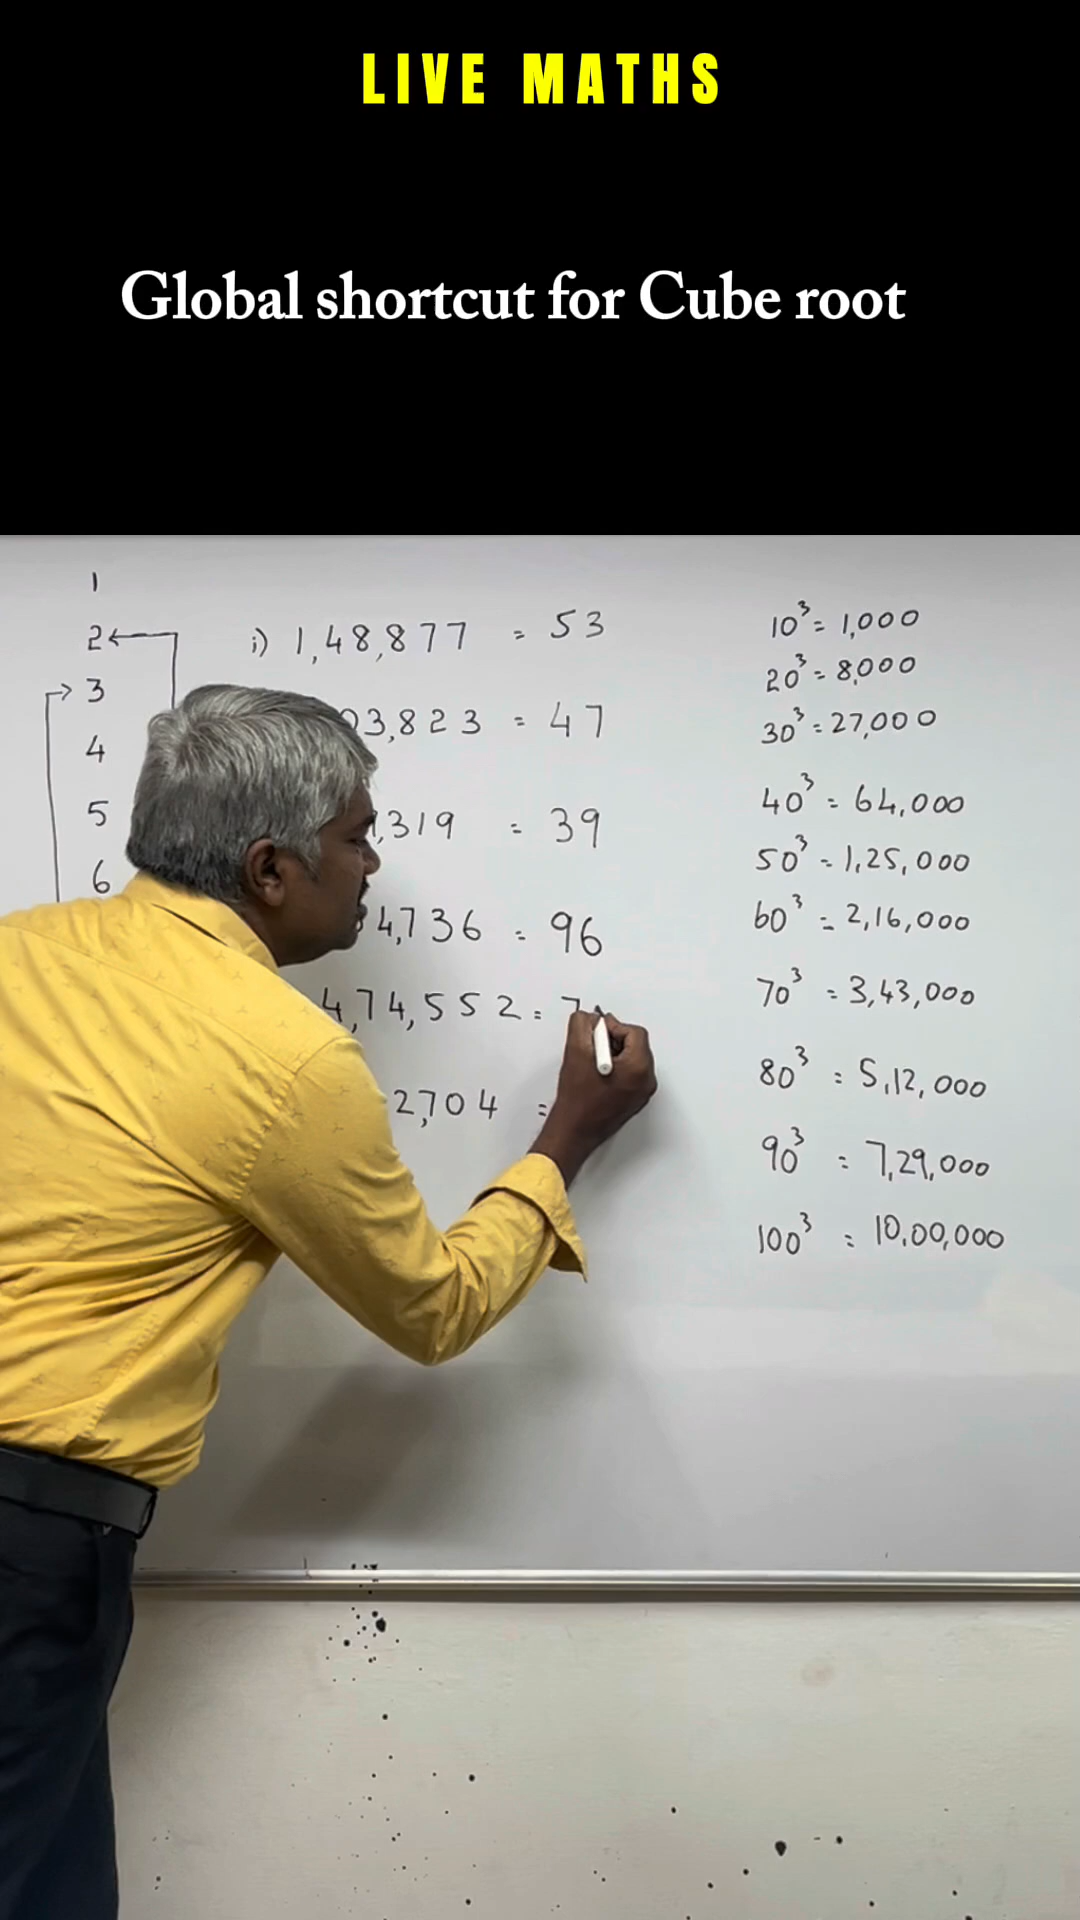 LIVE MATHS
Global shortcut for Cube root
1
2
3
4
5
6
i) 1,48,877 = 53
03,823 = 47
,319 = 39
4,736 = 96
4,74,552 = 7
2,704 =
10³ = 1,000
20³ = 8,000
30³ = 27,000
40³ = 64,000
50³ = 1,25,000
60³ = 2,16,000
70³ = 3,43,000
80³ = 5,12,000
90³ = 7,29,000
100³ = 10,00,000